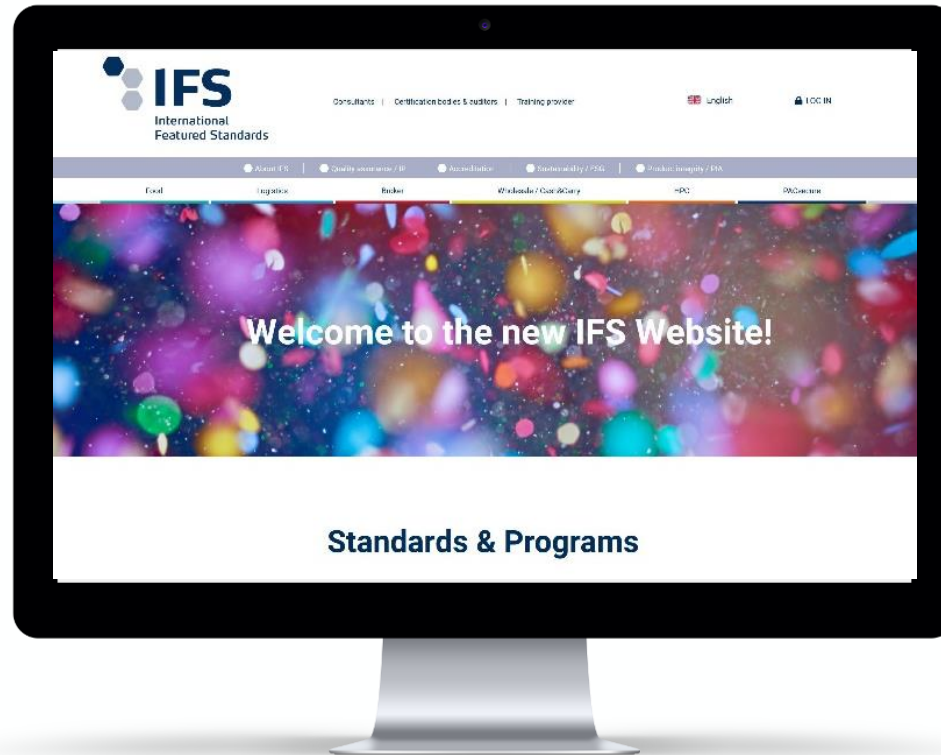 IFS
International
Featured Standards
Consultants | Certification bodies & auditors | Training provider
English
LOG IN
About IFS | Quality assurance / | Accreditation | Sustainability / ESG | Product integrity / PIA
Food Logistics Broker Wholesale / Cash&Carry HPC PACsecure
Welcome to the new IFS Website!
Standards & Programs